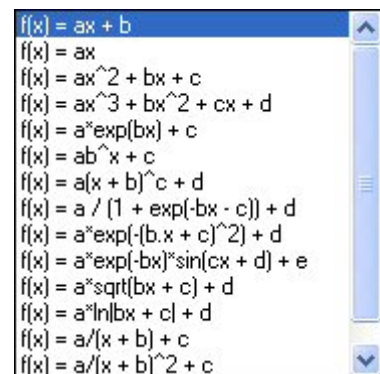 f(x) = ax + b
f(x) = ax
f(x) = ax^2 + bx + c
f(x) = ax^3 + bx^2 + cx + d
f(x) = a*exp(bx) + c
f(x) = ab^x + c
f(x) = a(x + b)^c + d
f(x) = a / (1 + exp(-bx - c)) + d
f(x) = a*exp(-(b.x + c)^2) + d
f(x) = a*exp(-bx)*sin(cx + d) + e
f(x) = a*sqrt(bx + c) + d
f(x) = a*ln|bx + c| + d
f(x) = a/(x + b) + c
f(x) = a/(x + b)^2 + c